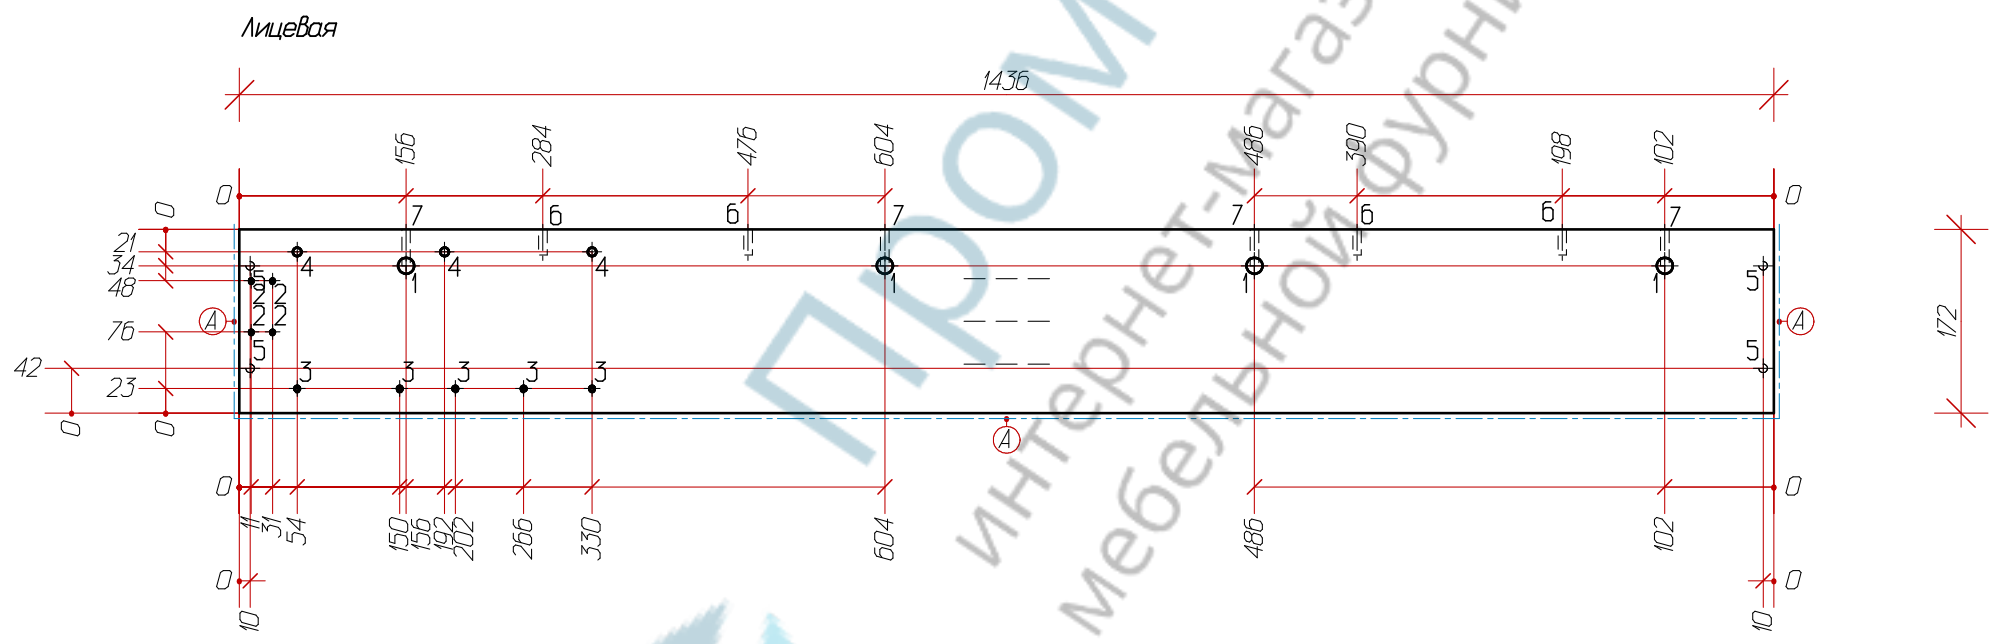 Лицевая
1436
156 284 476 604 486 390 198 102
0 0
0
7 6 6 7 7 6 6 7
21
34
48
4 4 4
1 1 1 1
5 5
2 2
2 2
А А
76
172
5 5
42
3 3 3 3 3
23
0 0
А
0 0
11 31 54 150 156 192 202 266 330 604 486 102
0 0
10 10
Пром
интернет-магаз
мебельной фурни